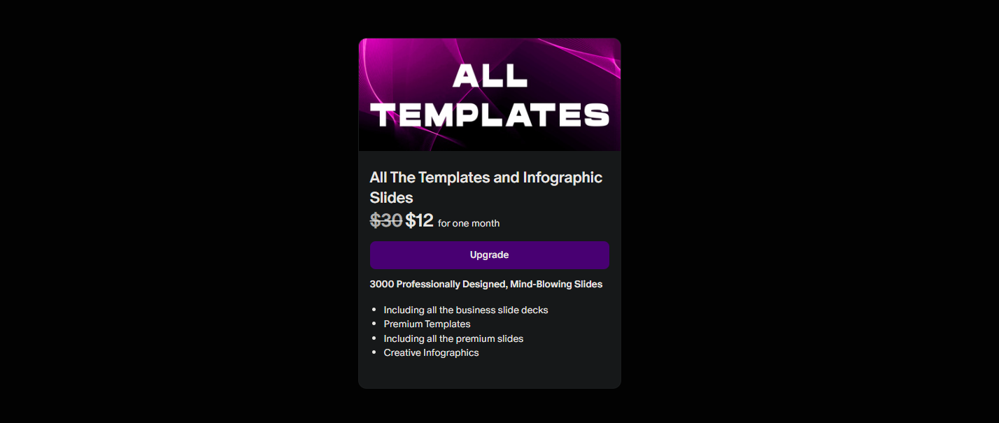 ALL
TEMPLATES
All The Templates and Infographic
Slides
$30 $12 for one month
Upgrade
3000 Professionally Designed, Mind-Blowing Slides
Including all the business slide decks
Premium Templates
Including all the premium slides
Creative Infographics